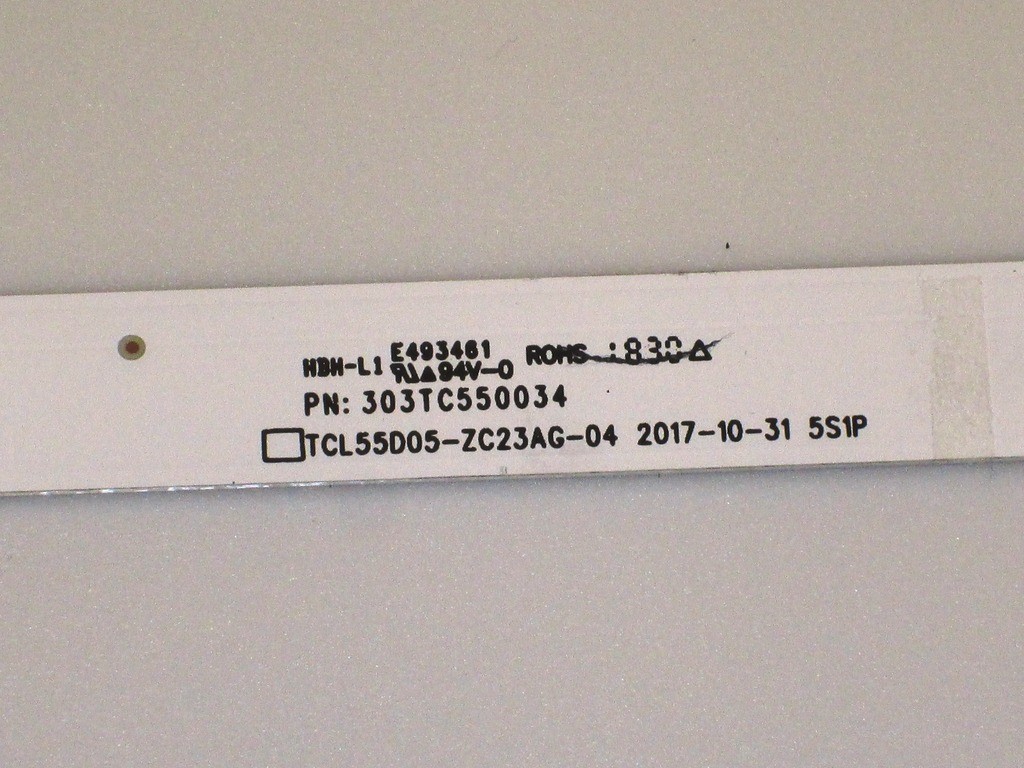 HBH-L1 E493461 ROHS :830△
94V-0
PN: 303TC550034
TCL55D05-ZC23AG-04 2017-10-31 5S1P